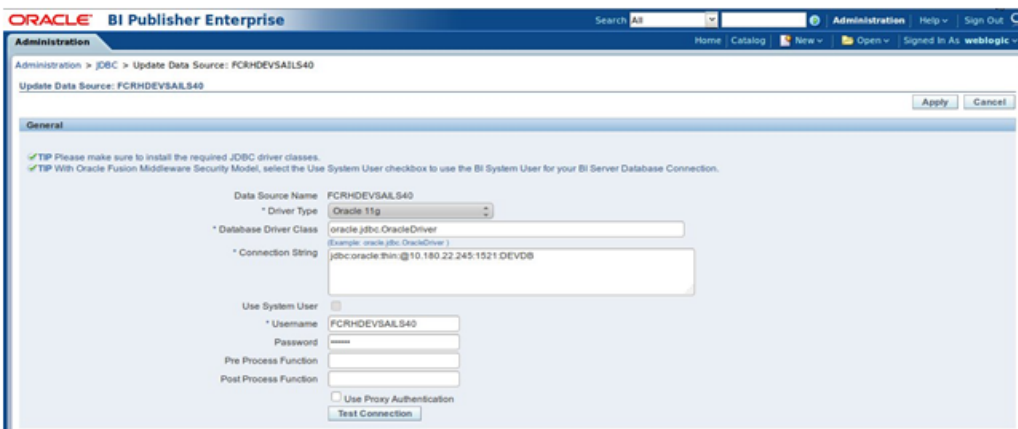 ORACLE BI Publisher Enterprise
Search All Administration Help Sign Out
Administration
Home Catalog New Open Signed In As weblogic
Administration > JDBC > Update Data Source: FCRHDEVSAILS40
Update Data Source: FCRHDEVSAILS40
Apply Cancel
General
TIP Please make sure to install the required JDBC driver classes.
TIP With Oracle Fusion Middleware Security Model, select the Use System User checkbox to use the BI System User for your BI Server Database Connection.
Data Source Name FCRHDEVSAILS40
* Driver Type Oracle 11g
* Database Driver Class oracle.jdbc.OracleDriver
(Example: oracle.jdbc.OracleDriver )
* Connection String jdbc:oracle:thin:@10.180.22.245:1521:DEVDB
Use System User
* Username FCRHDEVSAILS40
Password
Pre Process Function
Post Process Function
Use Proxy Authentication
Test Connection